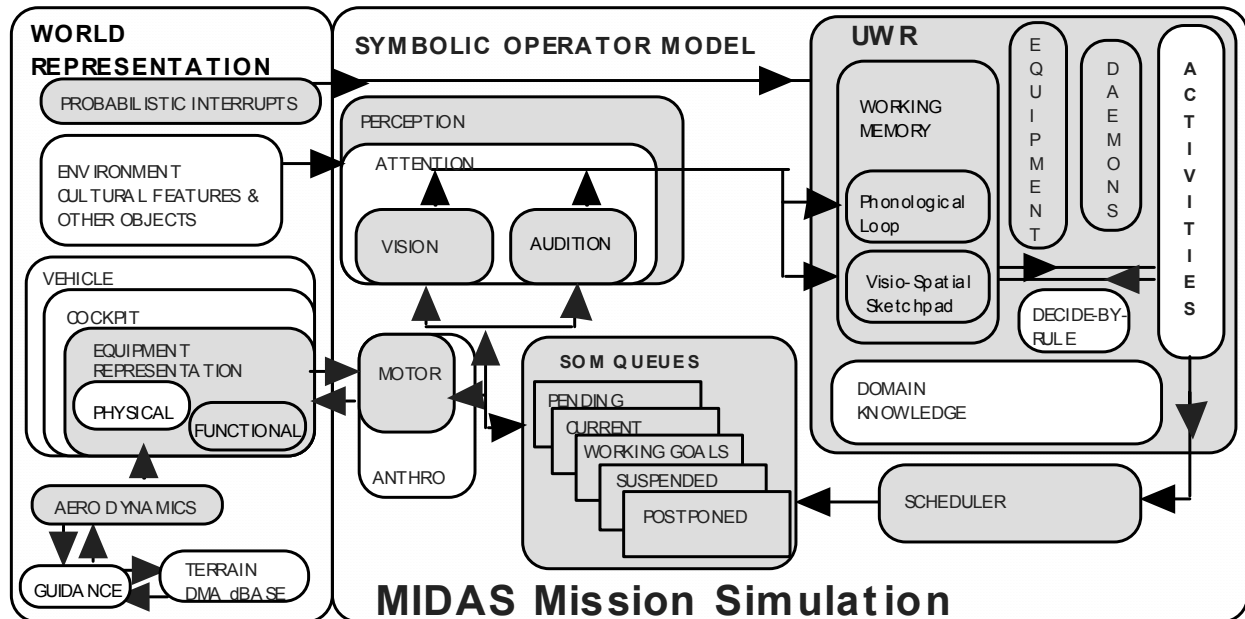 WORLD
REPRESENTATION
PROBABILISTIC INTERRUPTS
ENVIRONMENT
CULTURAL FEATURES &
OTHER OBJECTS
VEHICLE
COCKPIT
EQUIPMENT
REPRESENTATION
PHYSICAL
FUNCTIONAL
AERODYNAMICS
GUIDANCE
TERRAIN
DMA dBASE
SYMBOLIC OPERATOR MODEL
PERCEPTION
ATTENTION
VISION
AUDITION
MOTOR
ANTHRO
SOM QUEUES
PENDING
CURRENT
WORKING GOALS
SUSPENDED
POSTPONED
UWR
WORKING
MEMORY
Phonological
Loop
Visio-Spatial
Sketchpad
EQUIPMENT
DAEMONS
ACTIVITIES
DECIDE-BY-
RULE
DOMAIN
KNOWLEDGE
SCHEDULER
MIDAS Mission Simulation